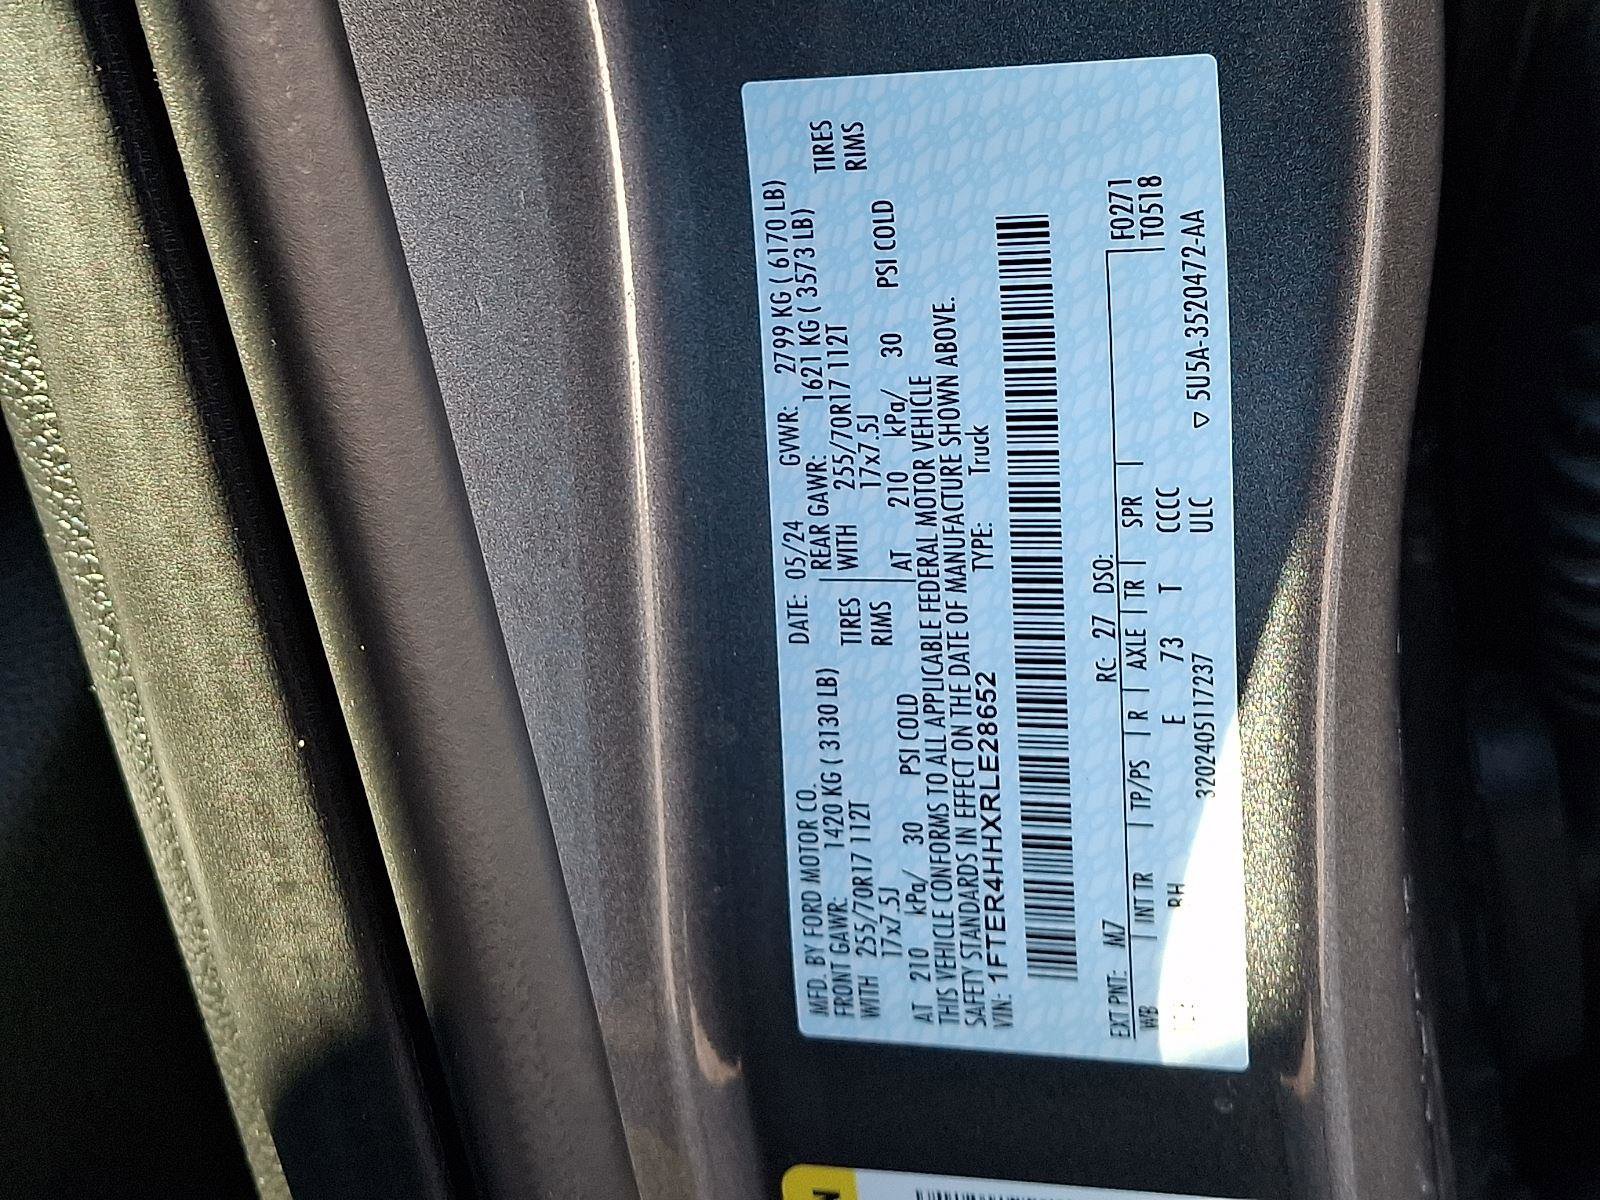 MFD. BY FORD MOTOR CO. DATE: 05/24 GVWR: 2799 KG ( 6170 LB)
FRONT GAWR: 1420 KG ( 3130 LB) REAR GAWR: 1621 KG ( 3573 LB)
WITH 255/70R17 112T TIRES WITH 255/70R17 112T TIRES
17x7.5J RIMS 17x7.5J RIMS
AT 210 kPa/ 30 PSI COLD AT 210 kPa/ 30 PSI COLD
THIS VEHICLE CONFORMS TO ALL APPLICABLE FEDERAL MOTOR VEHICLE
SAFETY STANDARDS IN EFFECT ON THE DATE OF MANUFACTURE SHOWN ABOVE.
VIN: 1FTER4HHXRLE28652 TYPE: Truck
EXT PNT: M7 RC: 27 DSO: F0271
WB INT TR TP/PS R AXLE TR SPR T0518
RH E 73 T CCCC
3202405117237 ULC ▽ 5U5A-3520472-AA
N